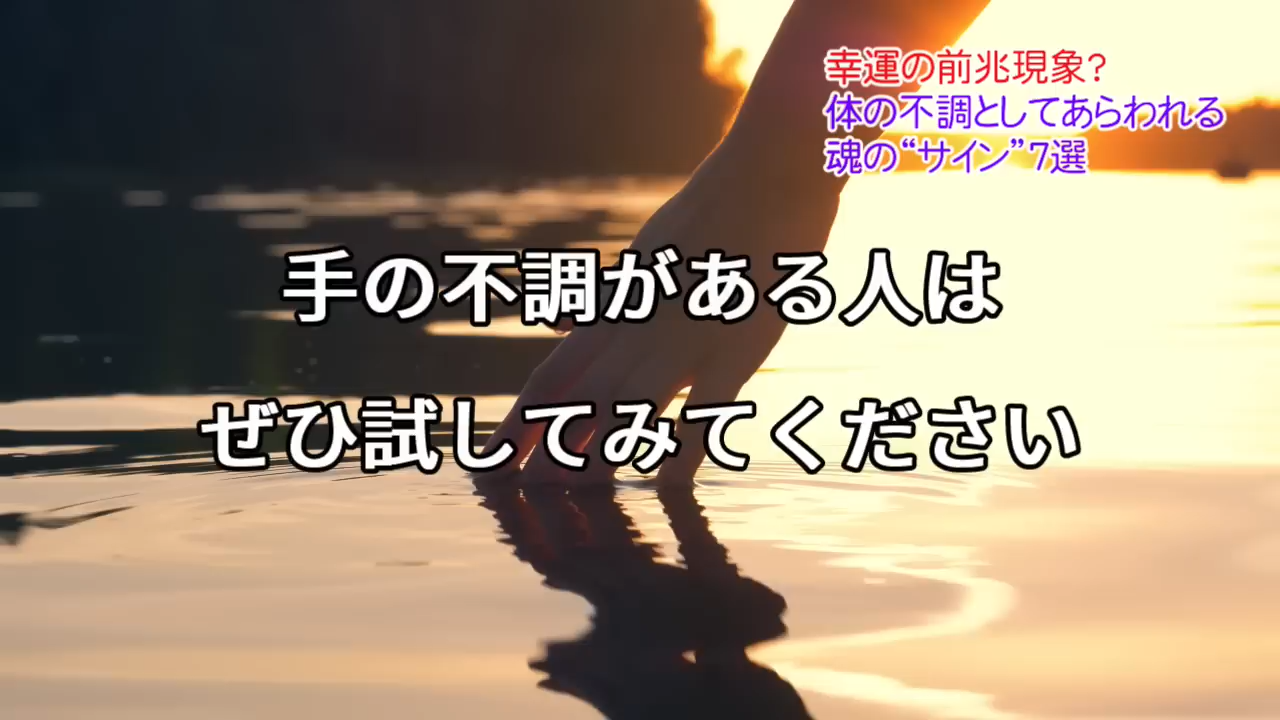 幸運の前兆現象?
体の不調としてあらわれる
魂の“サイン”7選
手の不調がある人は
ぜひ試してみてください